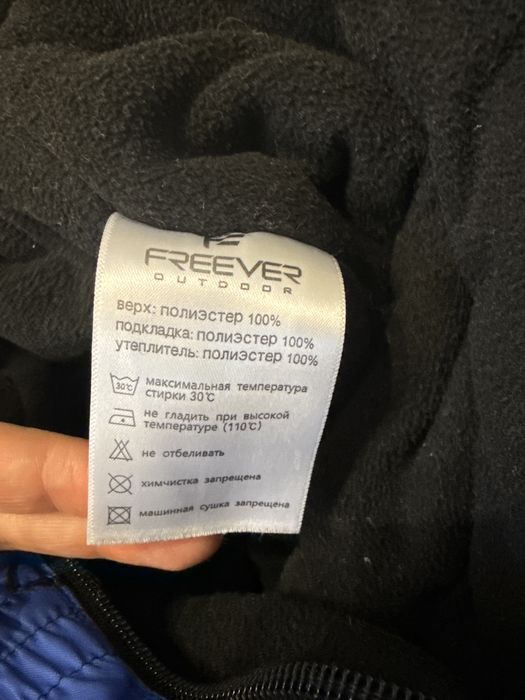 FREEVER
OUTDOOR
верх: полиэстер 100%
подкладка: полиэстер 100%
утеплитель: полиэстер 100%
30℃
максимальная температура
стирки 30℃
не гладить при высокой
температуре (110℃)
не отбеливать
химчистка запрещена
машинная сушка запрещена